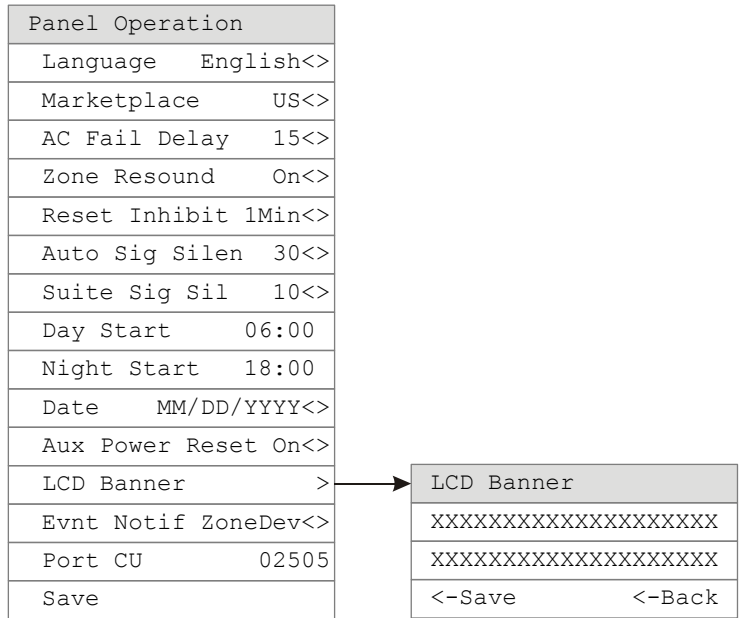 Panel Operation
Language English<>
Marketplace US<>
AC Fail Delay 15<>
Zone Resound On<>
Reset Inhibit 1Min<>
Auto Sig Silen 30<>
Suite Sig Sil 10<>
Day Start 06:00
Night Start 18:00
Date MM/DD/YYYY<>
Aux Power Reset On<>
LCD Banner >
Evnt Notif ZoneDev<>
Port CU 02505
Save
LCD Banner
XXXXXXXXXXXXXXXXXXXX
XXXXXXXXXXXXXXXXXXXX
<-Save <-Back